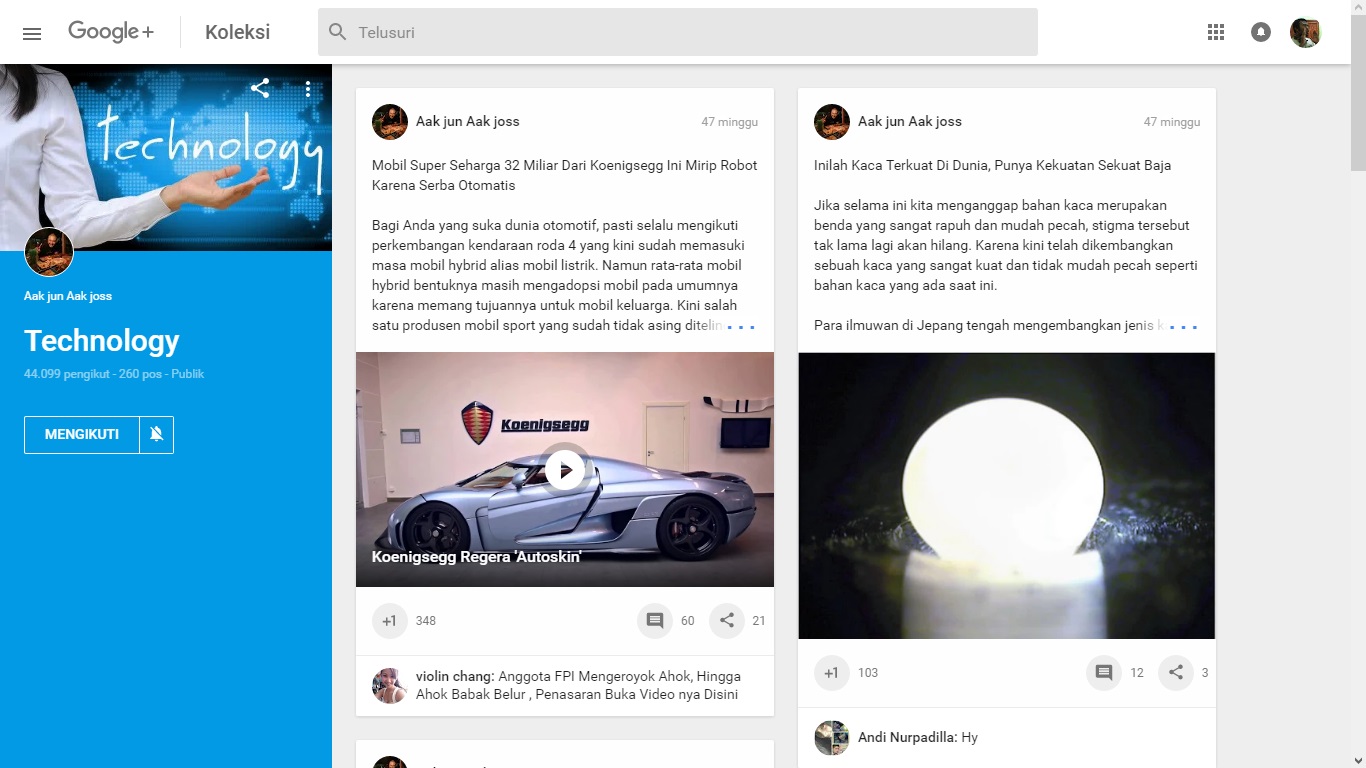 Google+
Koleksi
Telusuri
technology
Aak jun Aak joss
Technology
44.099 pengikut - 260 pos - Publik
MENGIKUTI
Aak jun Aak joss
47 minggu
Mobil Super Seharga 32 Miliar Dari Koenigsegg Ini Mirip Robot
Karena Serba Otomatis
Bagi Anda yang suka dunia otomotif, pasti selalu mengikuti
perkembangan kendaraan roda 4 yang kini sudah memasuki
masa mobil hybrid alias mobil listrik. Namun rata-rata mobil
hybrid bentuknya masih mengadopsi mobil pada umumnya
karena memang tujuannya untuk mobil keluarga. Kini salah
satu produsen mobil sport yang sudah tidak asing ...
Koenigsegg
Koenigsegg Regera 'Autoskin'
+1
348
60
21
violin chang: Anggota FPI Mengeroyok Ahok, Hingga
Ahok Babak Belur , Penasaran Buka Video nya Disini
Aak jun Aak joss
47 minggu
Inilah Kaca Terkuat Di Dunia, Punya Kekuatan Sekuat Baja
Jika selama ini kita menganggap bahan kaca merupakan
benda yang sangat rapuh dan mudah pecah, stigma tersebut
tak lama lagi akan hilang. Karena kini telah dikembangkan
sebuah kaca yang sangat kuat dan tidak mudah pecah seperti
bahan kaca yang ada saat ini.
Para ilmuwan di Jepang tengah mengembangkan jenis ...
+1
103
12
3
Andi Nurpadilla: Hy